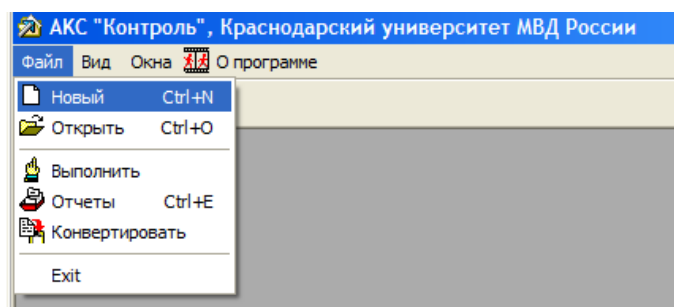 АКС "Контроль", Краснодарский университет МВД России
Файл Вид Окна О программе
Новый Ctrl+N
Открыть Ctrl+O
Выполнить
Отчеты Ctrl+E
Конвертировать
Exit